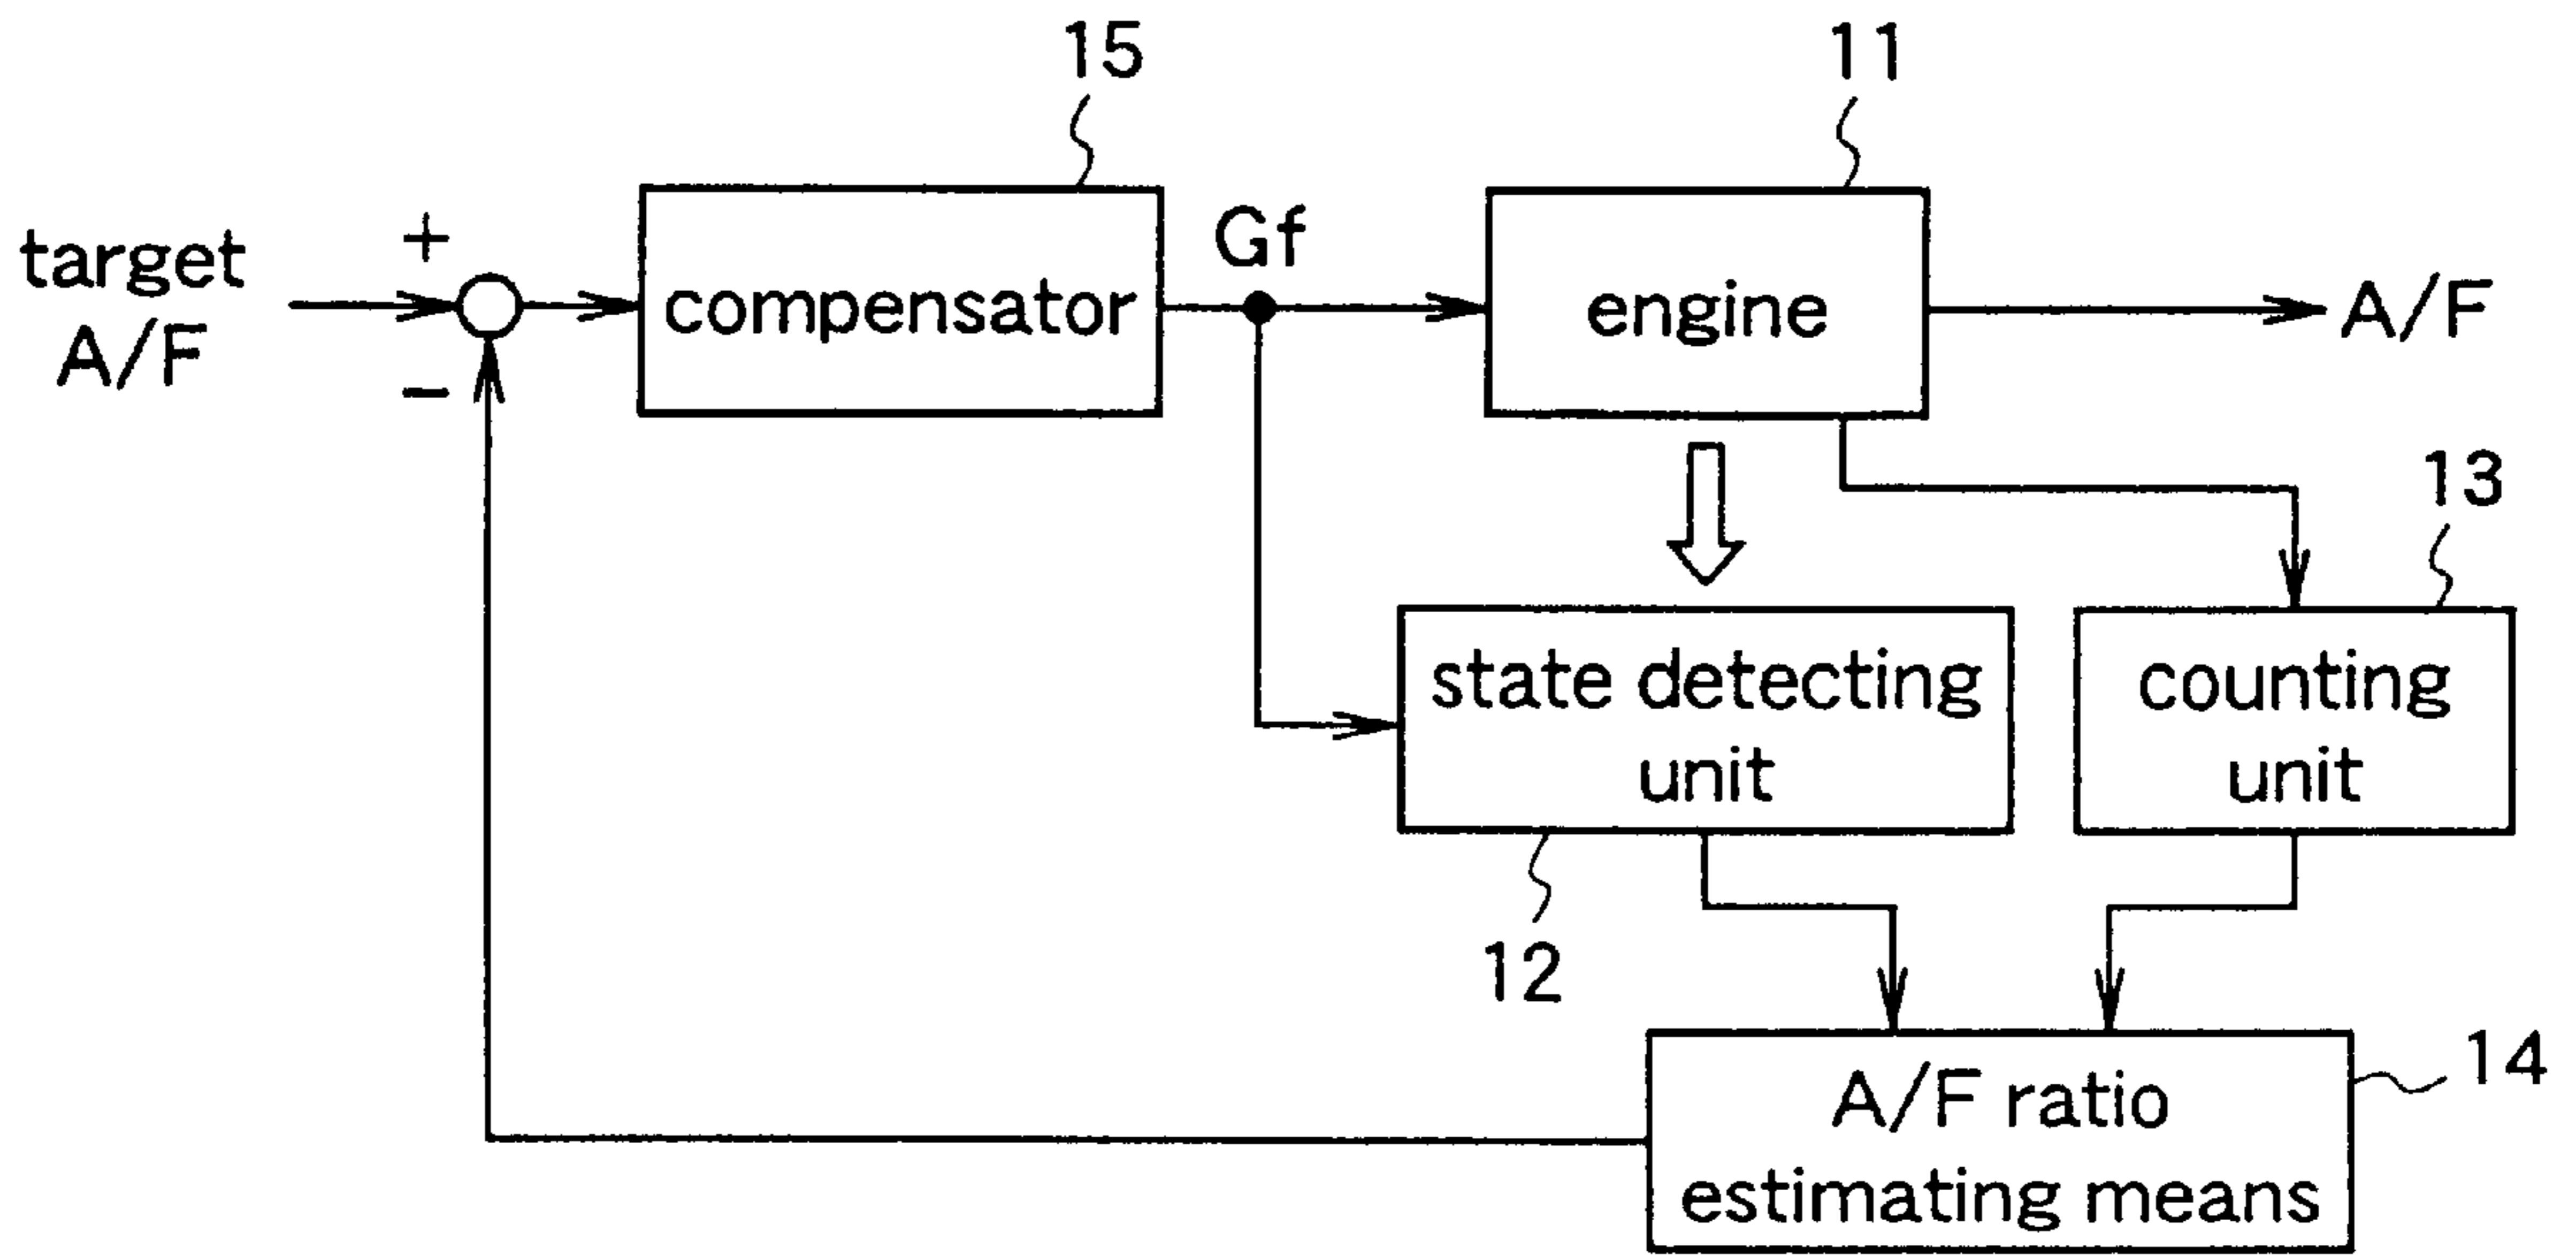 15
11
target
A/F
+
−
compensator
Gf
engine
A/F
13
state detecting
unit
counting
unit
12
14
A/F ratio
estimating means